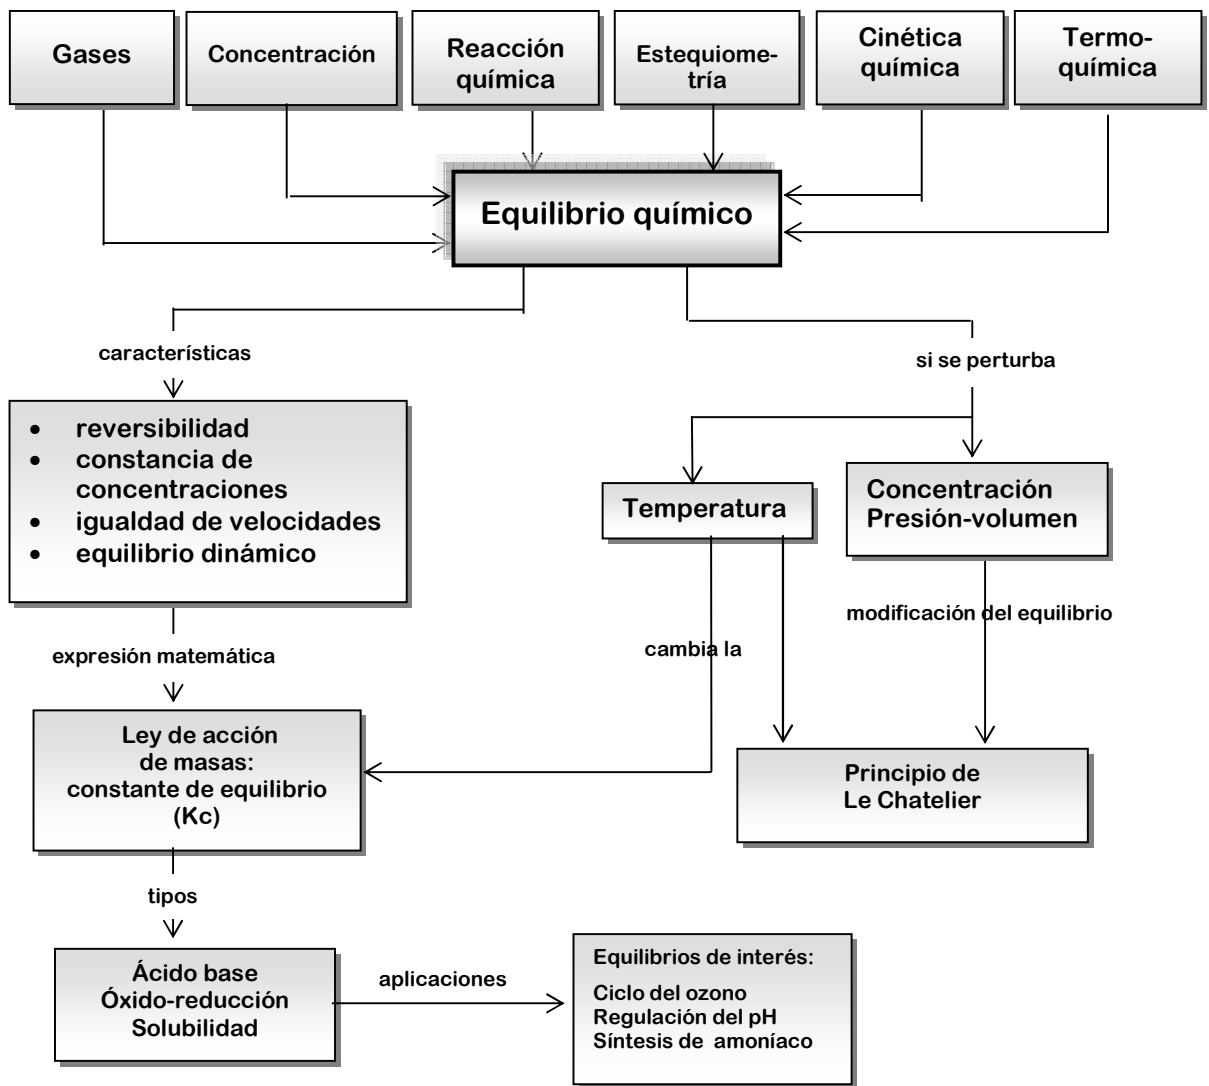 Gases
Concentración
Reacción
química
Estequiome-
tría
Cinética
química
Termo-
química
Equilibrio químico
características
si se perturba
• reversibilidad
• constancia de
concentraciones
• igualdad de velocidades
• equilibrio dinámico
Temperatura
Concentración
Presión-volumen
expresión matemática
cambia la
modificación del equilibrio
Ley de acción
de masas:
constante de equilibrio
(Kc)
Principio de
Le Chatelier
tipos
Ácido base
Óxido-reducción
Solubilidad
aplicaciones
Equilibrios de interés:
Ciclo del ozono
Regulación del pH
Síntesis de amoníaco